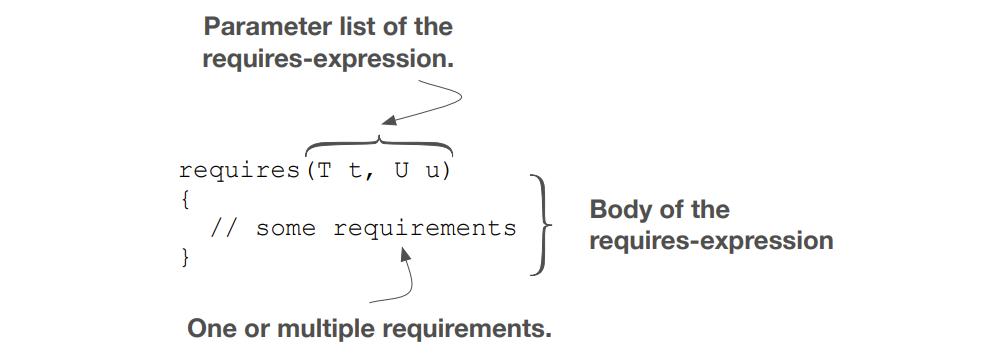 Parameter list of the
requires-expression.
requires(T t, U u)
{
// some requirements
}
Body of the
requires-expression
One or multiple requirements.